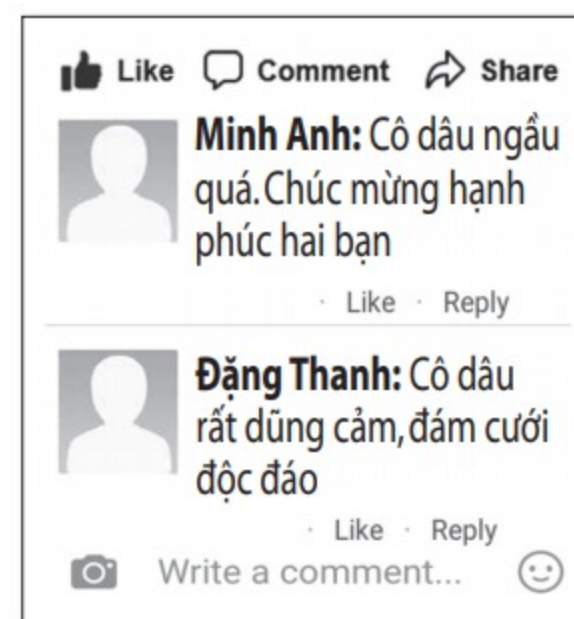 Like Comment Share
Minh Anh: Cô dâu ngầu
quá.Chúc mừng hạnh
phúc hai bạn
· Like · Reply
Đặng Thanh: Cô dâu
rất dũng cảm,đám cưới
độc đáo
· Like · Reply
Write a comment...